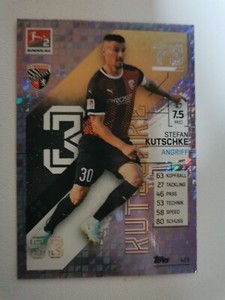 BUNDESLIGA
7.5
STEFAN
KUTSCHKE
ANGRIFF
63 KOPFBALL
27 TACKLING
46 PASS
53 TECHNIK
58 SPEED
80 SCHUSS
30
KUTSCHKE
Topps